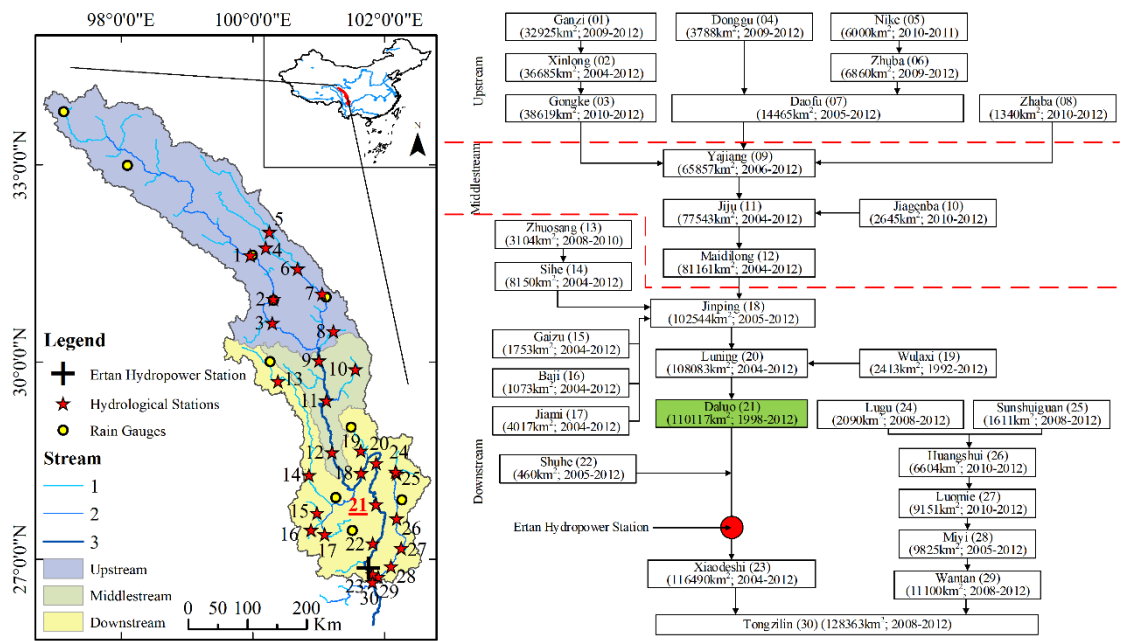 98°0'0"E
100°0'0"E
102°0'0"E
33°0'0"N
30°0'0"N
27°0'0"N
N
1
2
3
4
5
6
7
8
9
10
11
12
13
14
15
16
17
18
19
20
21
22
23
24
25
26
27
28
29
30
Legend
Ertan Hydropower Station
Hydrological Stations
Rain Gauges
Stream
1
2
3
Upstream
Middlestream
Downstream
0 50 100 200
Km
Upstream
Middlestream
Downstream
Ganzi (01)
(32925km²; 2009-2012)
Donggu (04)
(3788km²; 2009-2012)
Nike (05)
(6000km²; 2010-2011)
Xinlong (02)
(36685km²; 2004-2012)
Zhuba (06)
(6860km²; 2009-2012)
Gongke (03)
(38619km²; 2010-2012)
Daofu (07)
(14465km²; 2005-2012)
Zhaba (08)
(1340km²; 2010-2012)
Yajiang (09)
(65857km²; 2006-2012)
Jiju (11)
(77543km²; 2004-2012)
Jiagenba (10)
(2645km²; 2010-2012)
Zhuosang (13)
(3104km²; 2008-2010)
Maidilong (12)
(81161km²; 2004-2012)
Sihe (14)
(8150km²; 2004-2012)
Jinping (18)
(102544km²; 2005-2012)
Gaizu (15)
(1753km²; 2004-2012)
Luning (20)
(108083km²; 2004-2012)
Wulaxi (19)
(2413km²; 1992-2012)
Baji (16)
(1073km²; 2004-2012)
Jiami (17)
(4017km²; 2004-2012)
Daluo (21)
(110117km²; 1998-2012)
Lugu (24)
(2090km²; 2008-2012)
Sunshuiguan (25)
(1611km²; 2008-2012)
Shuhe (22)
(460km²; 2005-2012)
Huangshui (26)
(6604km²; 2010-2012)
Luomie (27)
(9151km²; 2010-2012)
Ertan Hydropower Station
Miyi (28)
(9825km²; 2005-2012)
Xiaodeshi (23)
(116490km²; 2004-2012)
Wantan (29)
(11100km²; 2008-2012)
Tongzilin (30) (128363km²; 2008-2012)